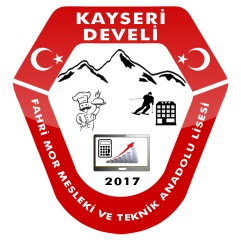 KAYSERİ
DEVELİ
2017
FAHRİ MOR MESLEKİ VE TEKNİK ANADOLU LİSESİ